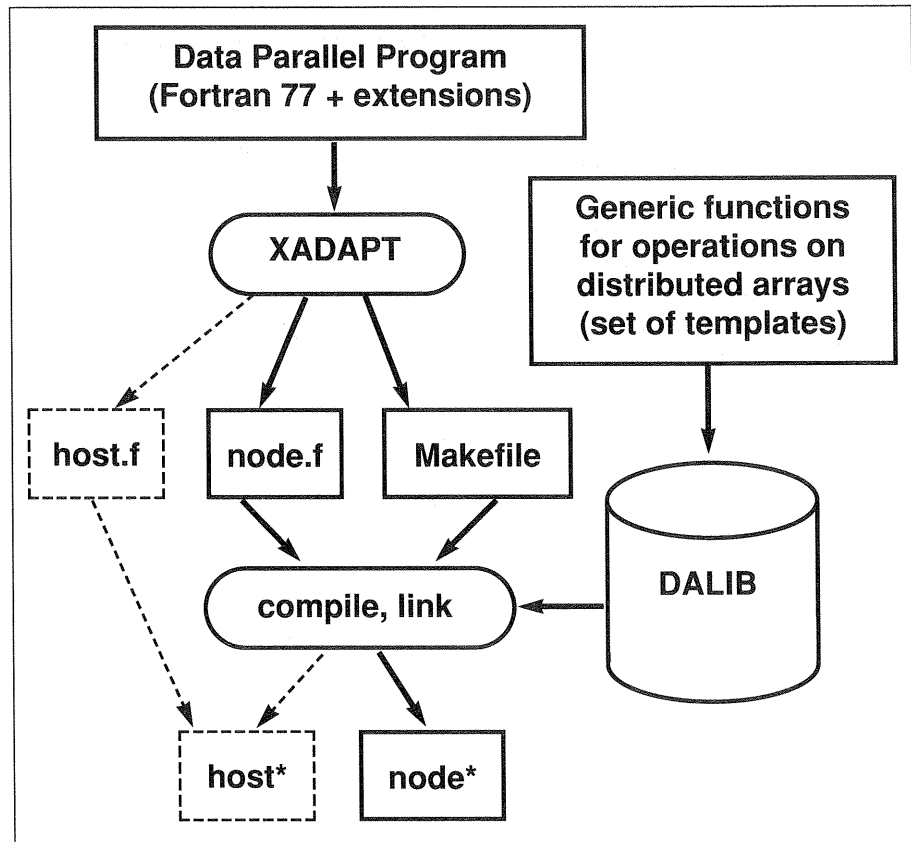 Data Parallel Program
(Fortran 77 + extensions)
XADAPT
Generic functions
for operations on
distributed arrays
(set of templates)
host.f
node.f
Makefile
DALIB
compile, link
host*
node*